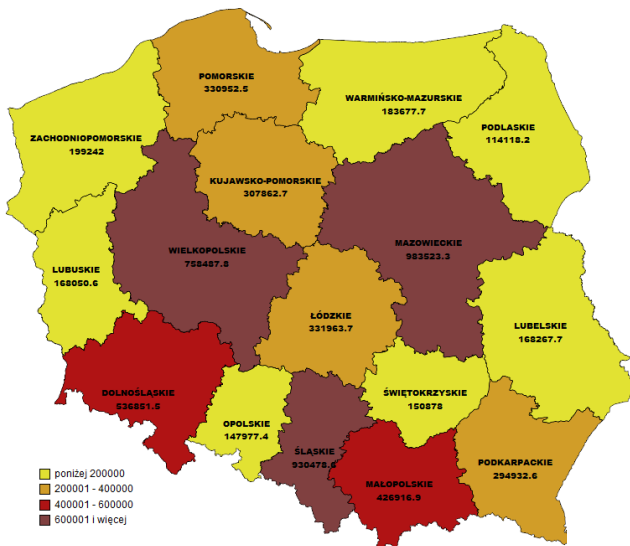 POMORSKIE
330952.5
WARMIŃSKO-MAZURSKIE
183677.7
PODLASKIE
114118.2
ZACHODNIOPOMORSKIE
199242
KUJAWSKO-POMORSKIE
307862.7
WIELKOPOLSKIE
758487.8
MAZOWIECKIE
983523.3
LUBUSKIE
168050.6
ŁÓDZKIE
331963.7
LUBELSKIE
168267.7
DOLNOŚLĄSKIE
536851.5
OPOLSKIE
147977.4
ŚWIĘTOKRZYSKIE
150878
ŚLĄSKIE
930478.6
MAŁOPOLSKIE
426916.9
PODKARPACKIE
294932.6
poniżej 200000
200001 - 400000
400001 - 600000
600001 i więcej